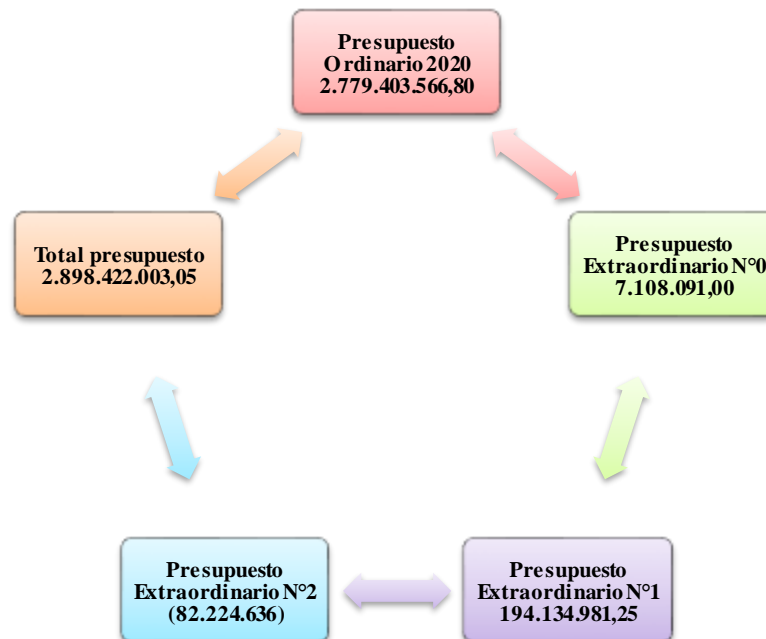 Presupuesto
Ordinario 2020
2.779.403.566,80
Total presupuesto
2.898.422.003,05
Presupuesto
Extraordinario N°0
7.108.091,00
Presupuesto
Extraordinario N°2
(82.224.636)
Presupuesto
Extraordinario N°1
194.134.981,25